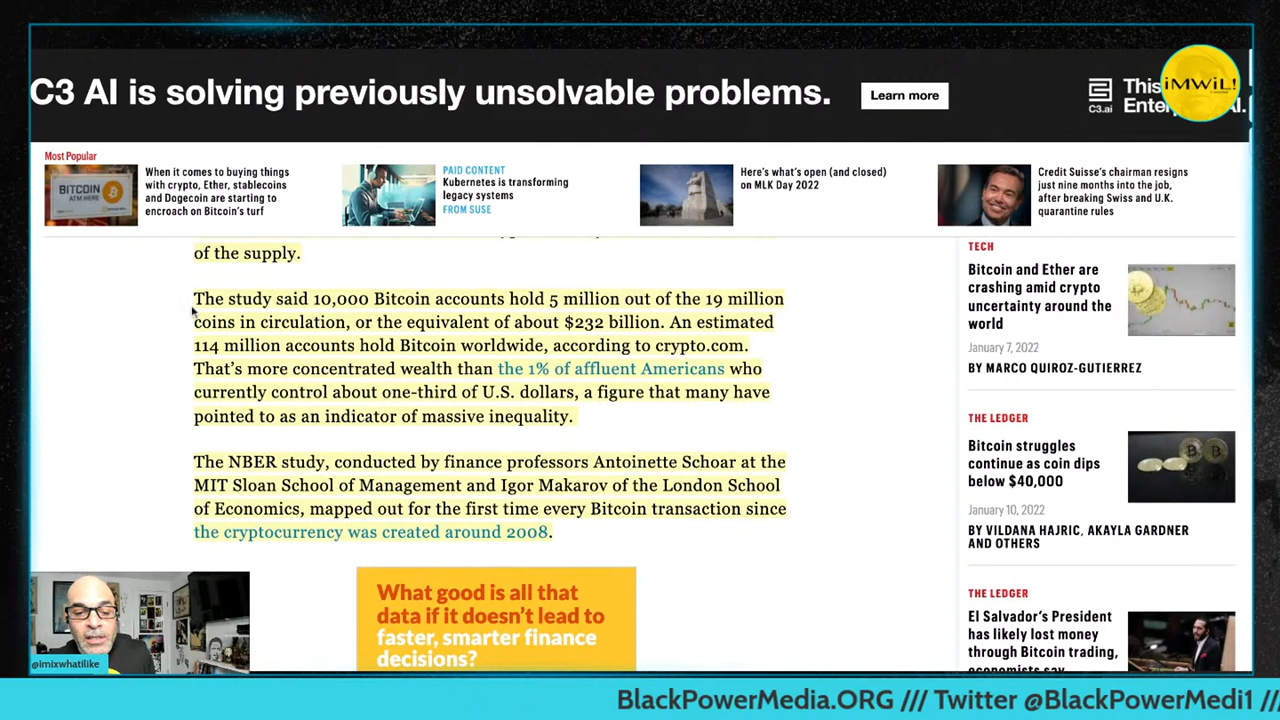 C3 AI is solving previously unsolvable problems.
Learn more
C3.ai
This
Enter
AI.
iMWiL!
Most Popular
BITCOIN
ATM HERE
When it comes to buying things
with crypto, Ether, stablecoins
and Dogecoin are starting to
encroach on Bitcoin's turf
PAID CONTENT
Kubernetes is transforming
legacy systems
FROM SUSE
Here's what's open (and closed)
on MLK Day 2022
Credit Suisse's chairman resigns
just nine months into the job,
after breaking Swiss and U.K.
quarantine rules
of the supply.
The study said 10,000 Bitcoin accounts hold 5 million out of the 19 million
coins in circulation, or the equivalent of about $232 billion. An estimated
114 million accounts hold Bitcoin worldwide, according to crypto.com.
That's more concentrated wealth than the 1% of affluent Americans who
currently control about one-third of U.S. dollars, a figure that many have
pointed to as an indicator of massive inequality.
The NBER study, conducted by finance professors Antoinette Schoar at the
MIT Sloan School of Management and Igor Makarov of the London School
of Economics, mapped out for the first time every Bitcoin transaction since
the cryptocurrency was created around 2008.
What good is all that
data if it doesn't lead to
faster, smarter finance
decisions?
TECH
Bitcoin and Ether are
crashing amid crypto
uncertainty around the
world
January 7, 2022
BY MARCO QUIROZ-GUTIERREZ
THE LEDGER
Bitcoin struggles
continue as coin dips
below $40,000
January 10, 2022
BY VILDANA HAJRIC, AKAYLA GARDNER
AND OTHERS
THE LEDGER
El Salvador's President
has likely lost money
through Bitcoin trading,
economists say
@imixwhatilike
BlackPowerMedia.ORG /// Twitter @BlackPowerMedi1 ///